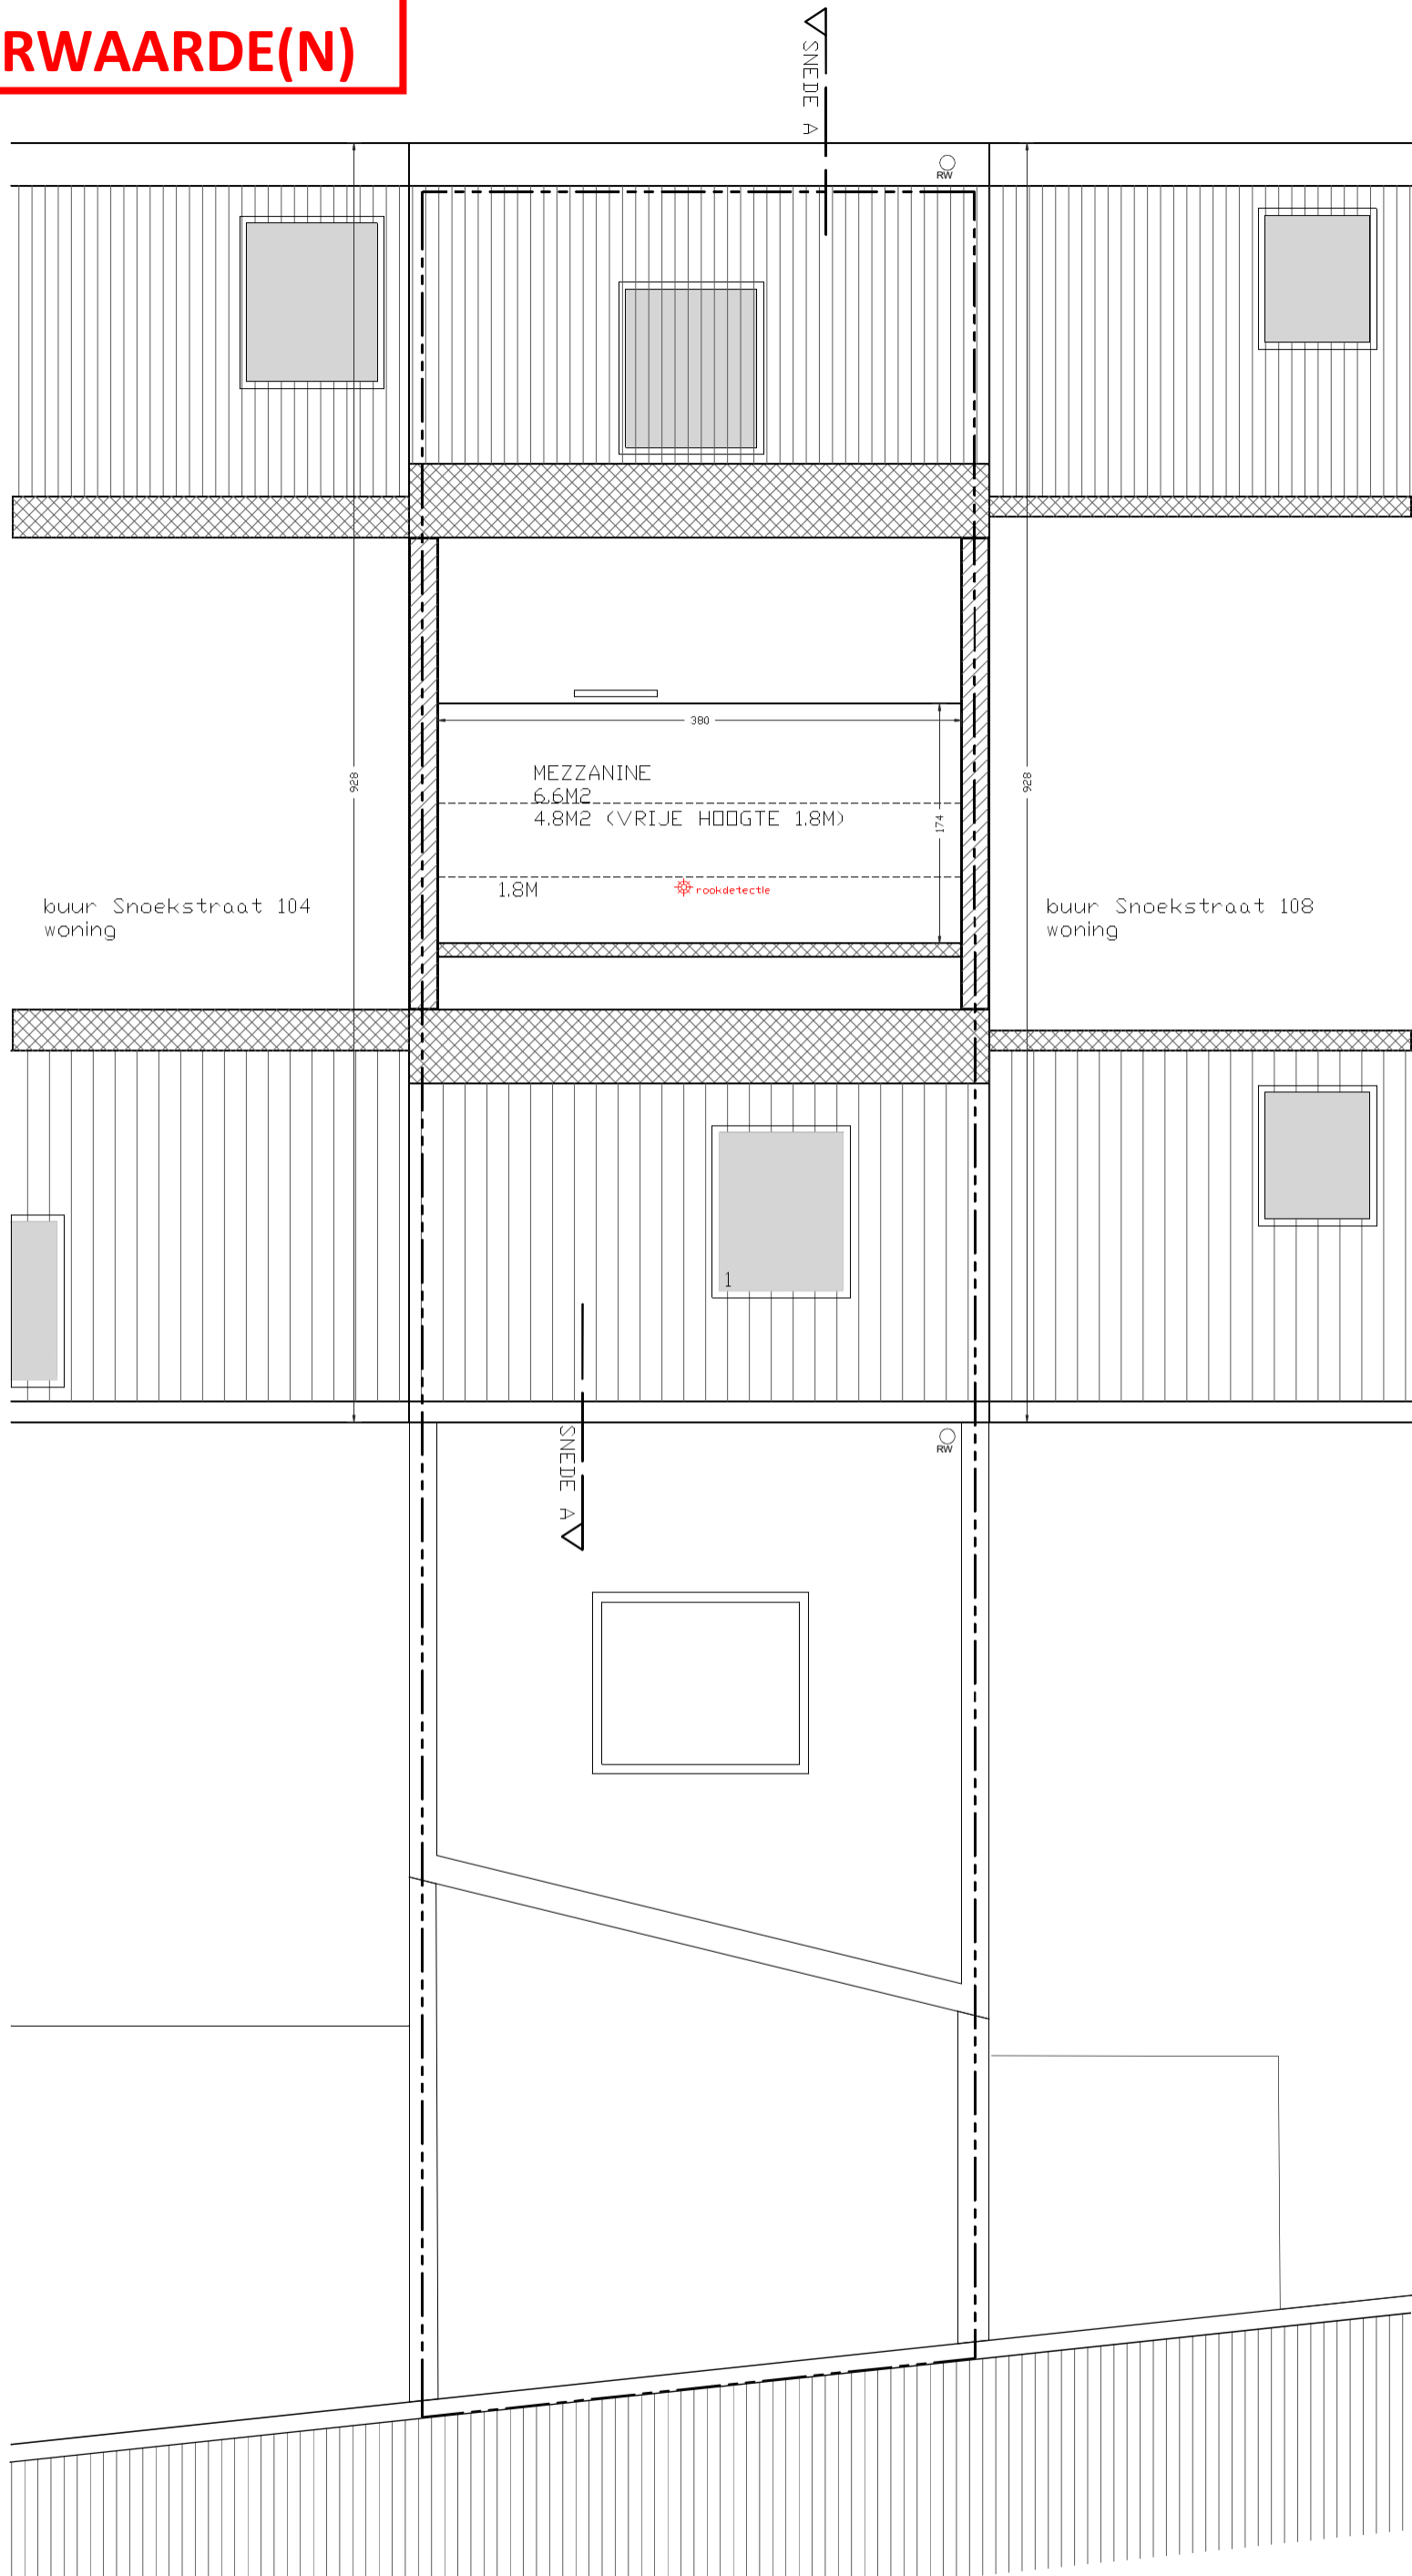 RWAARDE(N)
SNEDE A
RW
380
MEZZANINE
6.6M2
4.8M2 (VRIJE HOOGTE 1.8M)
174
928
928
1.8M
rookdetectie
buur Snoekstraat 104
woning
buur Snoekstraat 108
woning
1
SNEDE A
RW